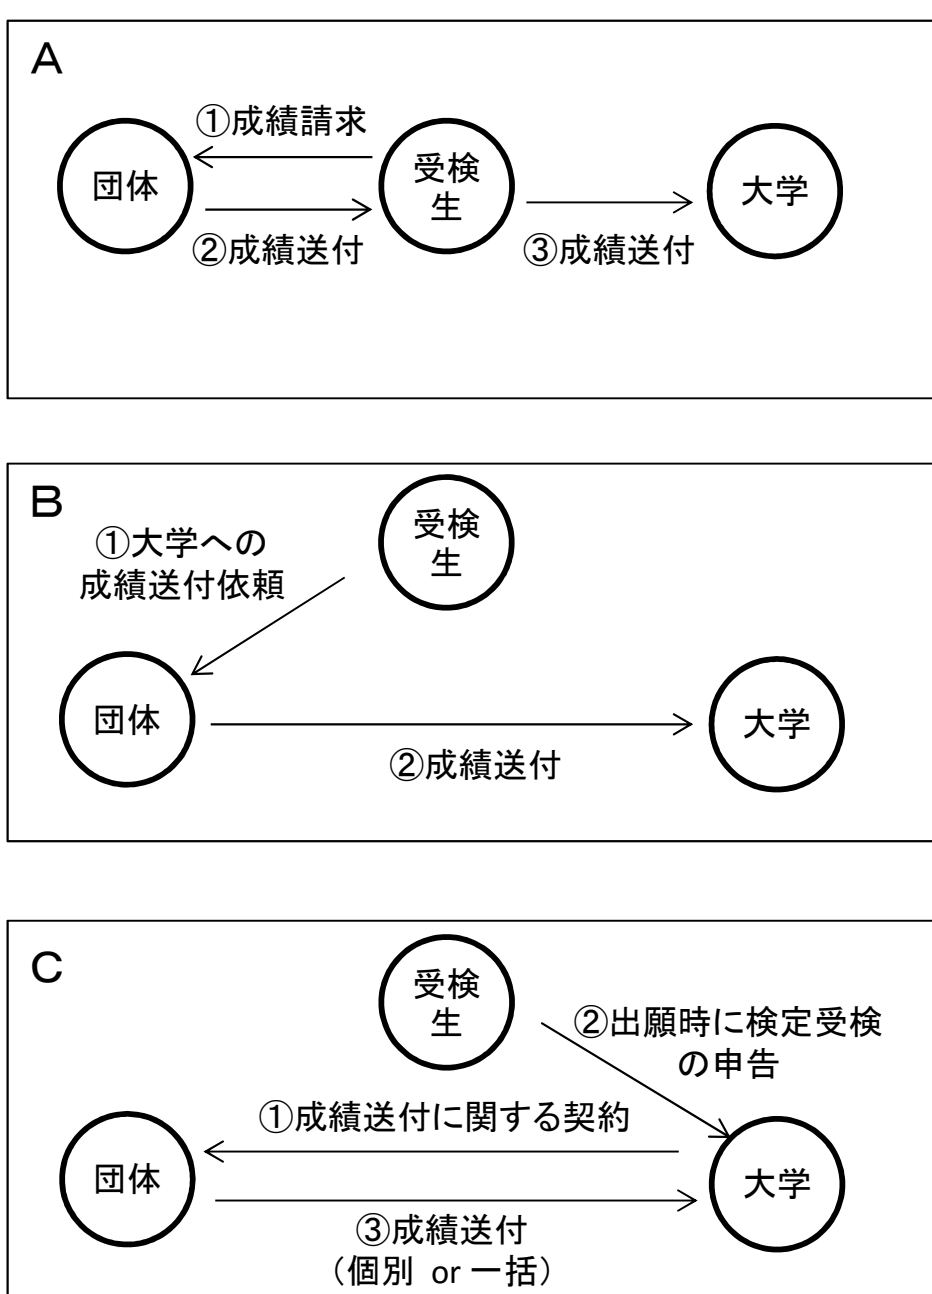 A
①成績請求
団体
受検
生
大学
②成績送付
③成績送付
B
受検
生
①大学への
成績送付依頼
団体
大学
②成績送付
C
受検
生
②出願時に検定受検
の申告
①成績送付に関する契約
団体
大学
③成績送付
（個別 or 一括）